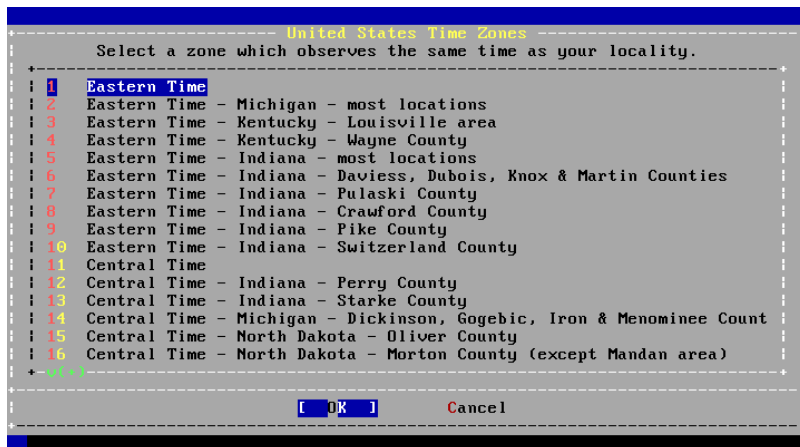 United States Time Zones
Select a zone which observes the same time as your locality.
1 Eastern Time
2 Eastern Time - Michigan - most locations
3 Eastern Time - Kentucky - Louisville area
4 Eastern Time - Kentucky - Wayne County
5 Eastern Time - Indiana - most locations
6 Eastern Time - Indiana - Daviess, Dubois, Knox & Martin Counties
7 Eastern Time - Indiana - Pulaski County
8 Eastern Time - Indiana - Crawford County
9 Eastern Time - Indiana - Pike County
10 Eastern Time - Indiana - Switzerland County
11 Central Time
12 Central Time - Indiana - Perry County
13 Central Time - Indiana - Starke County
14 Central Time - Michigan - Dickinson, Gogebic, Iron & Menominee Count
15 Central Time - North Dakota - Oliver County
16 Central Time - North Dakota - Morton County (except Mandan area)
v(+)
[ OK ] Cancel